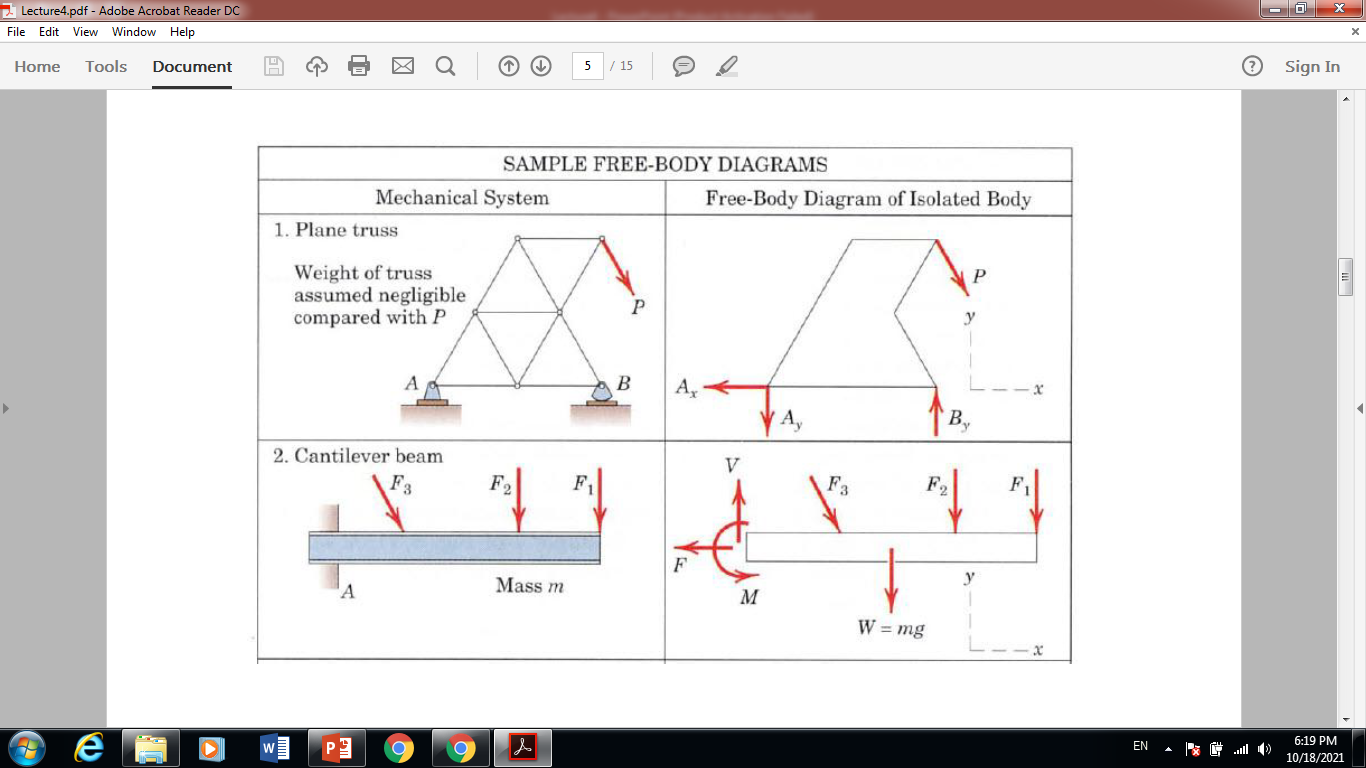 Lecture4.pdf - Adobe Acrobat Reader DC
File Edit View Window Help
Home Tools Document 5 / 15 Sign In
SAMPLE FREE-BODY DIAGRAMS
Mechanical System
Free-Body Diagram of Isolated Body
1. Plane truss
Weight of truss
assumed negligible
compared with P
P
A
B
P
y
x
Ax
Ay
By
2. Cantilever beam
F3
F2
F1
A
Mass m
V
F3
F2
F1
F
M
W = mg
y
x
EN
6:19 PM
10/18/2021